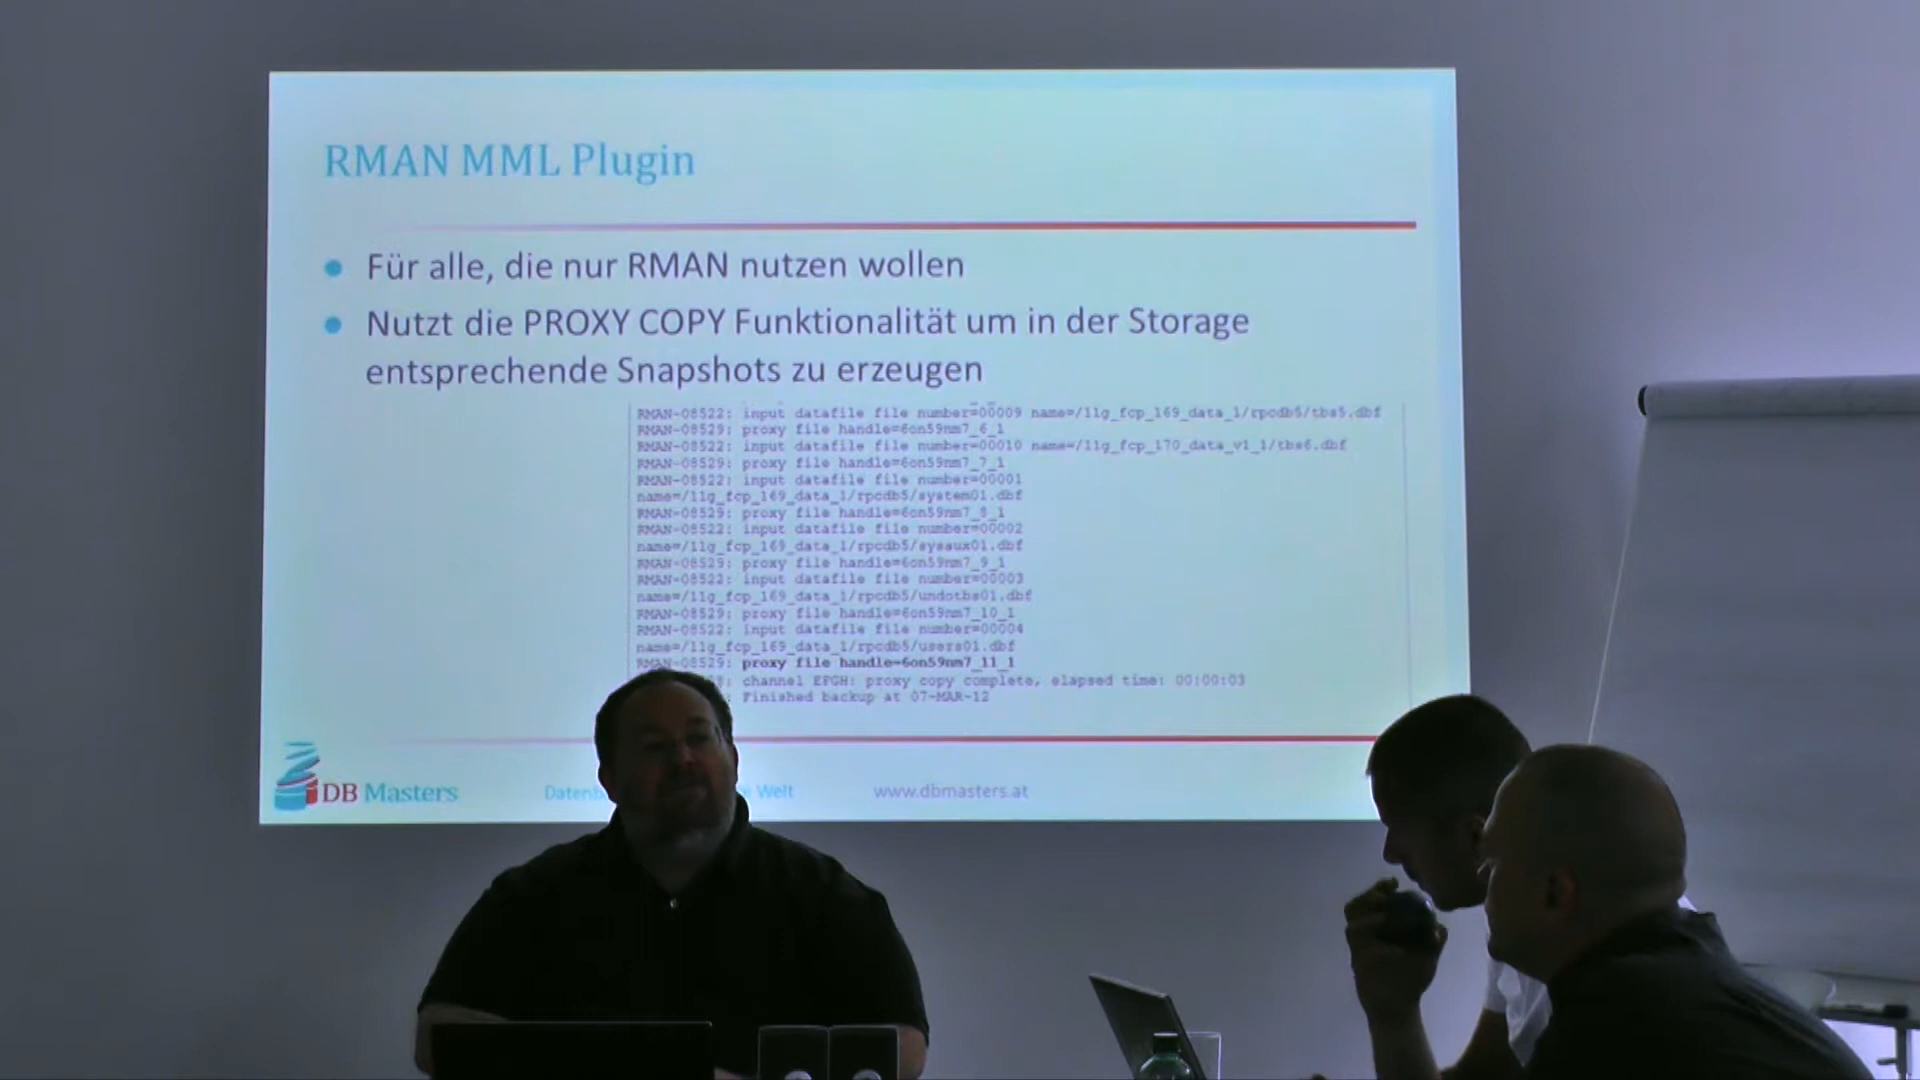 RMAN MML Plugin
Für alle, die nur RMAN nutzen wollen
Nutzt die PROXY COPY Funktionalität um in der Storage
entsprechende Snapshots zu erzeugen
RMAN-08522: input datafile file number=00009 name=/11g_fcp_169_data_1/rpcdb5/tbs5.dbf
RMAN-08529: proxy file handle=6on59nm7_6_1
RMAN-08522: input datafile file number=00010 name=/11g_fcp_170_data_v1_1/tbs6.dbf
RMAN-08529: proxy file handle=6on59nm7_7_1
RMAN-08522: input datafile file number=00001
name=/11g_fcp_169_data_1/rpcdb5/system01.dbf
RMAN-08529: proxy file handle=6on59nm7_8_1
RMAN-08522: input datafile file number=00002
name=/11g_fcp_169_data_1/rpcdb5/sysaux01.dbf
RMAN-08529: proxy file handle=6on59nm7_9_1
RMAN-08522: input datafile file number=00003
name=/11g_fcp_169_data_1/rpcdb5/undotbs01.dbf
RMAN-08529: proxy file handle=6on59nm7_10_1
RMAN-08522: input datafile file number=00004
name=/11g_fcp_169_data_1/rpcdb5/users01.dbf
RMAN-08529: proxy file handle=6on59nm7_11_1
: channel EPGH: proxy copy complete, elapsed time: 00:00:03
: Finished backup at 07-MAR-12
DB Masters
Welt
www.dbmasters.at